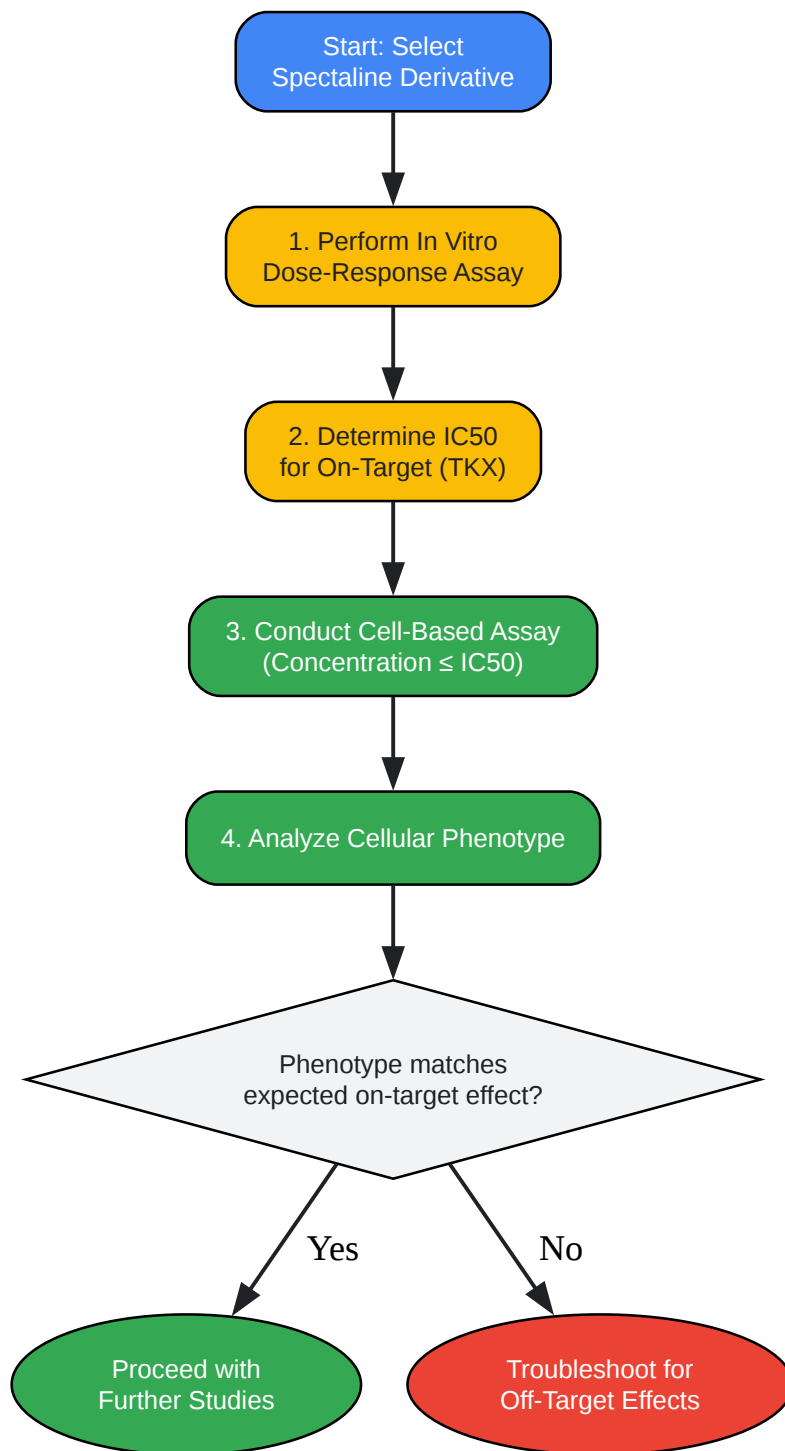 Start: Select
Spectaline Derivative
1. Perform In Vitro
Dose-Response Assay
2. Determine IC50
for On-Target (TKX)
3. Conduct Cell-Based Assay
(Concentration ≤ IC50)
4. Analyze Cellular Phenotype
Phenotype matches
expected on-target effect?
Yes
No
Proceed with
Further Studies
Troubleshoot for
Off-Target Effects